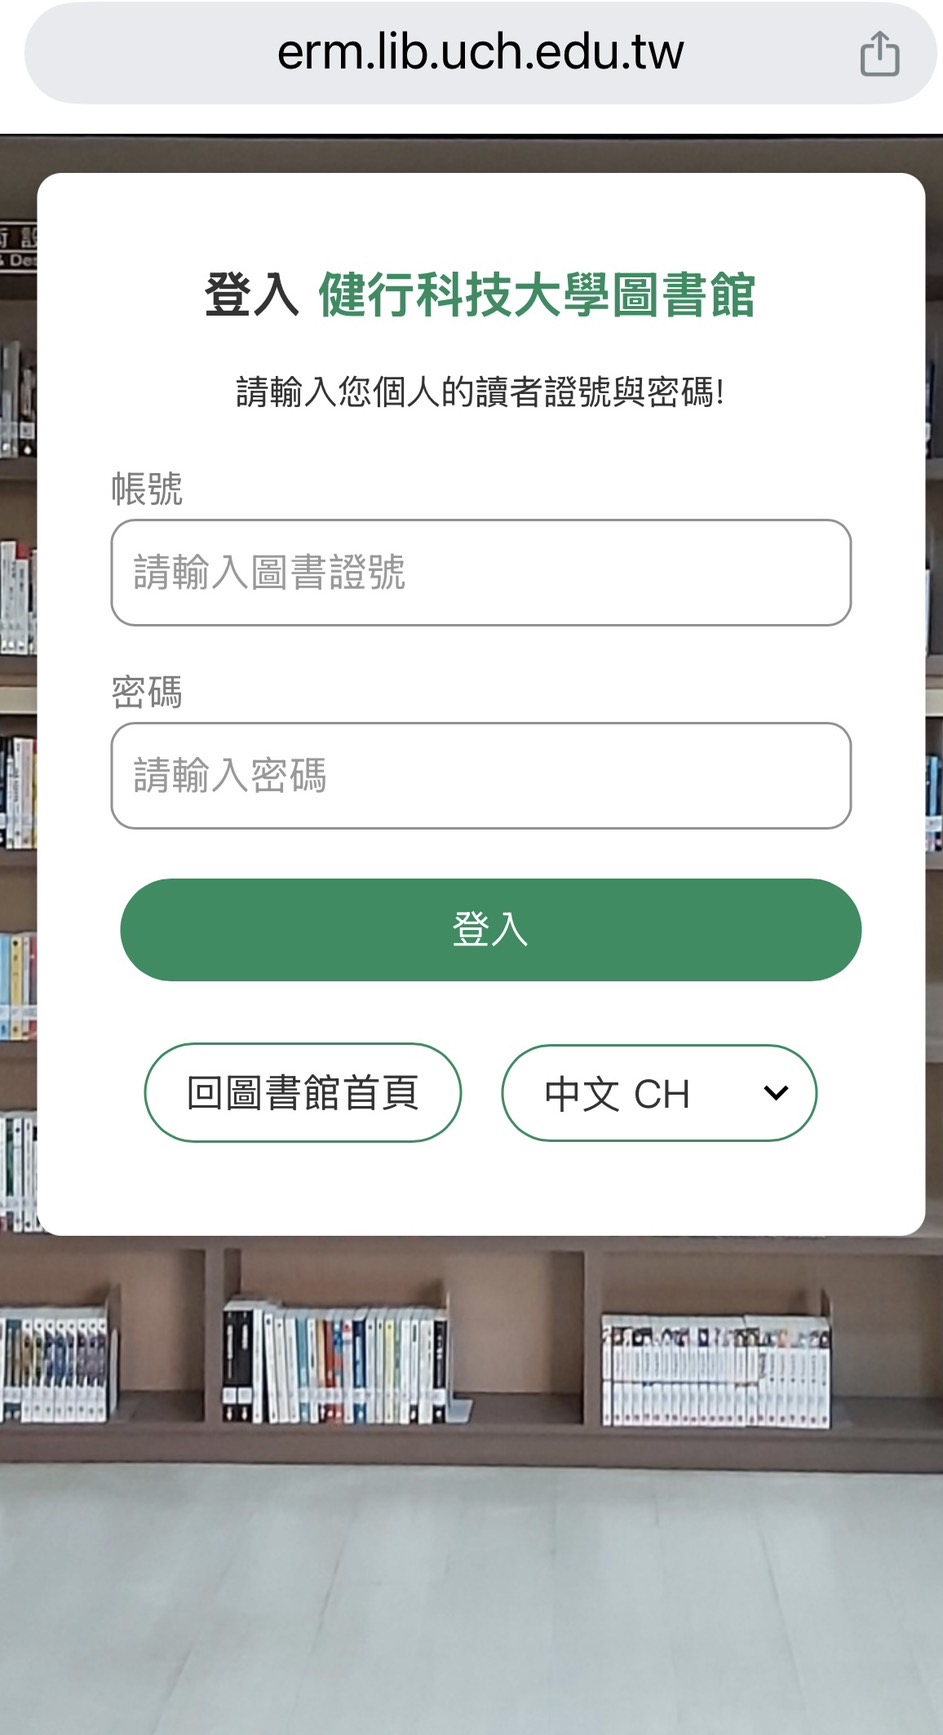 erm.lib.uch.edu.tw
登入 健行科技大學圖書館
請輸入您個人的讀者證號與密碼!
帳號
請輸入圖書證號
密碼
請輸入密碼
登入
回圖書館首頁
中文 CH